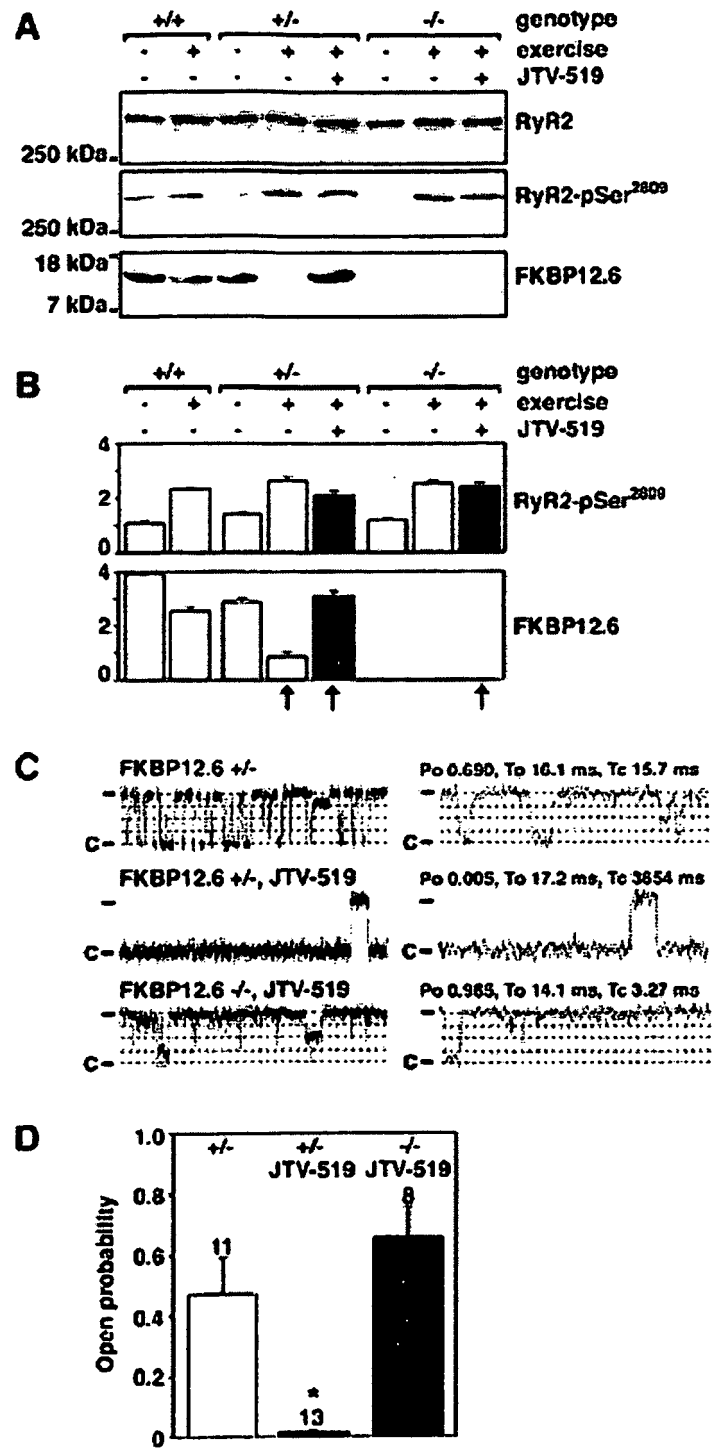 A
+/+ +/- -/- genotype
- + - + + - + + exercise
- - - - + - - + JTV-519
RyR2
250 kDa
RyR2-pSer2809
250 kDa
18 kDa
FKBP12.6
7 kDa
B
+/+ +/- -/- genotype
- + - + + - + + exercise
- - - - + - - + JTV-519
4
2
0
RyR2-pSer2809
4
2
0
FKBP12.6
C
FKBP12.6 +/- Po 0.690, To 16.1 ms, Tc 15.7 ms
C C
FKBP12.6 +/-, JTV-519 Po 0.005, To 17.2 ms, Tc 3654 ms
C C
FKBP12.6 -/-, JTV-519 Po 0.965, To 14.1 ms, Tc 3.27 ms
C C
D
Open probability
1.0
0.8
0.6
0.4
0.2
0
+/- +/- -/-
JTV-519 JTV-519
11 * 13 8